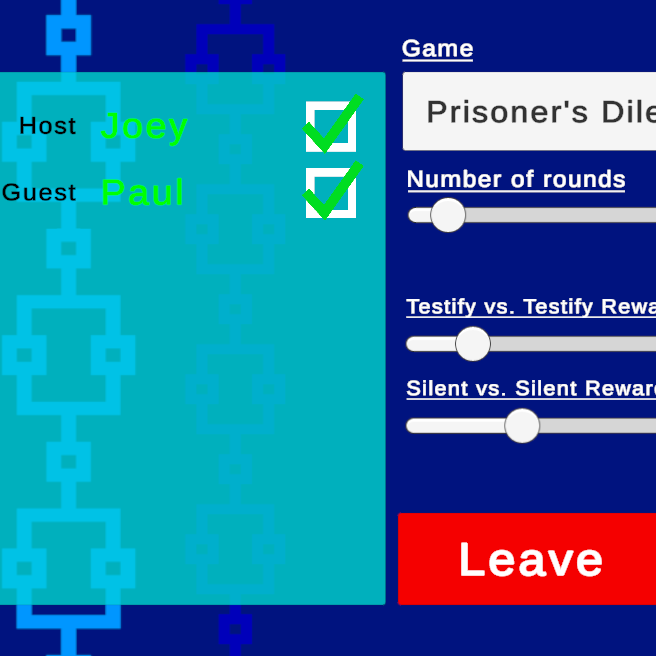 Host Joey
Guest Paul
Game
Prisoner's Dile
Number of rounds
Testify vs. Testify Rewa
Silent vs. Silent Rewar
Leave